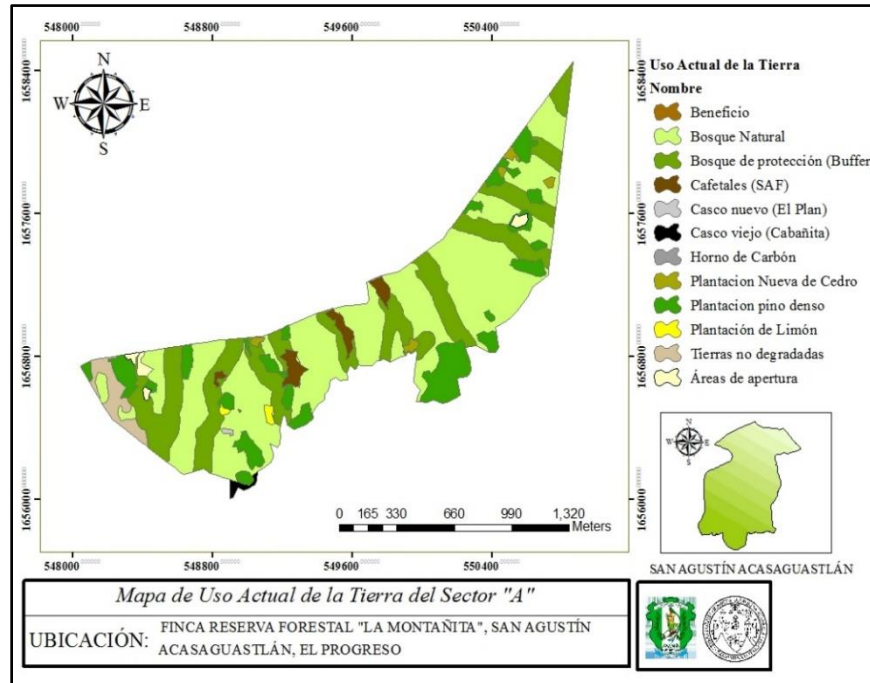 548000 548800 549600 550400
N
W E
S
1658400 1658400
1657600 1657600
1656800 1656800
1656000 1656000
0 165 330 660 990 1,320
Meters
548000 548800 549600 550400
Uso Actual de la Tierra
Nombre
Beneficio
Bosque Natural
Bosque de protección (Buffer
Cafetales (SAF)
Casco nuevo (El Plan)
Casco viejo (Cabañita)
Horno de Carbón
Plantacion Nueva de Cedro
Plantacion pino denso
Plantación de Limón
Tierras no degradadas
Áreas de apertura
N
W E
S
SAN AGUSTÍN ACASAGUASTLÁN
Mapa de Uso Actual de la Tierra del Sector "A"
UBICACIÓN:
FINCA RESERVA FORESTAL "LA MONTAÑITA", SAN AGUSTÍN
ACASAGUASTLÁN, EL PROGRESO